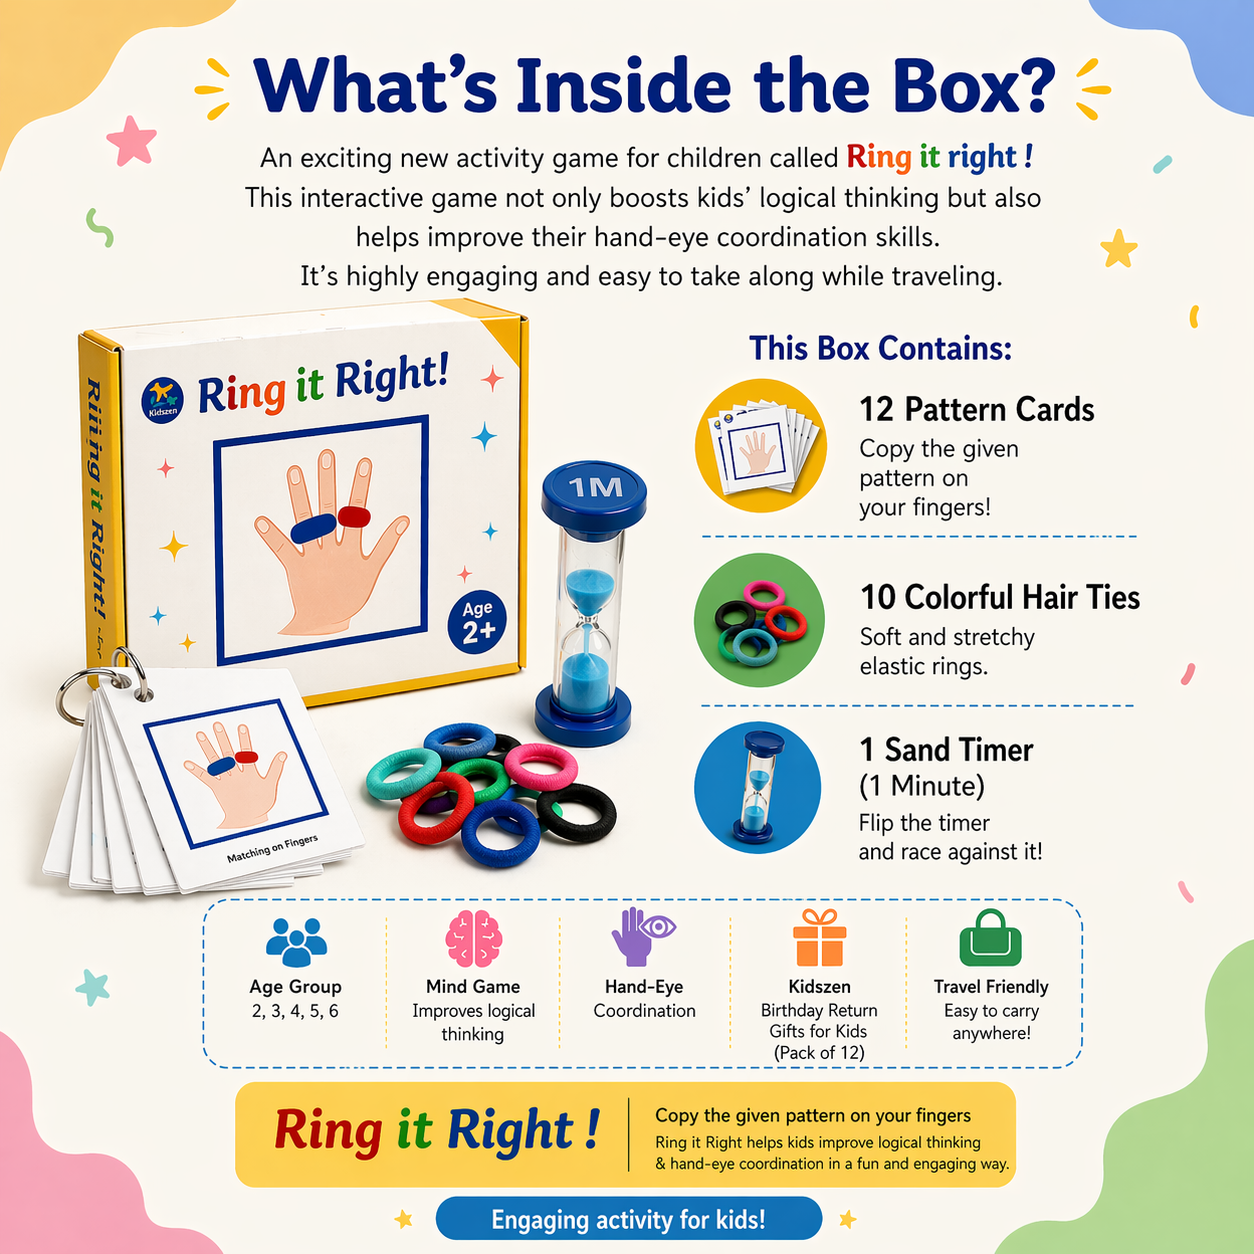 What's Inside the Box?
An exciting new activity game for children called Ring it right !
This interactive game not only boosts kids' logical thinking but also
helps improve their hand-eye coordination skills.
It's highly engaging and easy to take along while traveling.
Riiing it Right!
Kidszen
Ring it Right!
Age
2+
1M
Matching on Fingers
This Box Contains:
12 Pattern Cards
Copy the given
pattern on
your fingers!
10 Colorful Hair Ties
Soft and stretchy
elastic rings.
1 Sand Timer
(1 Minute)
Flip the timer
and race against it!
Age Group
2, 3, 4, 5, 6
Mind Game
Improves logical
thinking
Hand-Eye
Coordination
Kidszen
Birthday Return
Gifts for Kids
(Pack of 12)
Travel Friendly
Easy to carry
anywhere!
Ring it Right !
Copy the given pattern on your fingers
Ring it Right helps kids improve logical thinking
& hand-eye coordination in a fun and engaging way.
Engaging activity for kids!